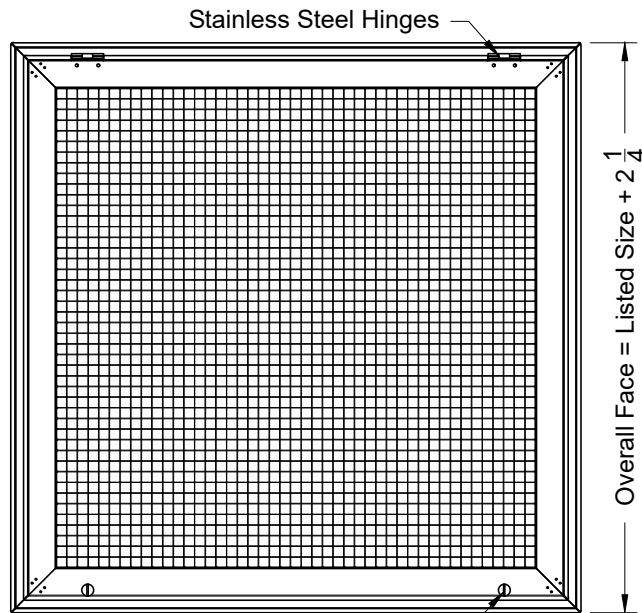 Stainless Steel Hinges
Overall Face = Listed Size + 2 1/4